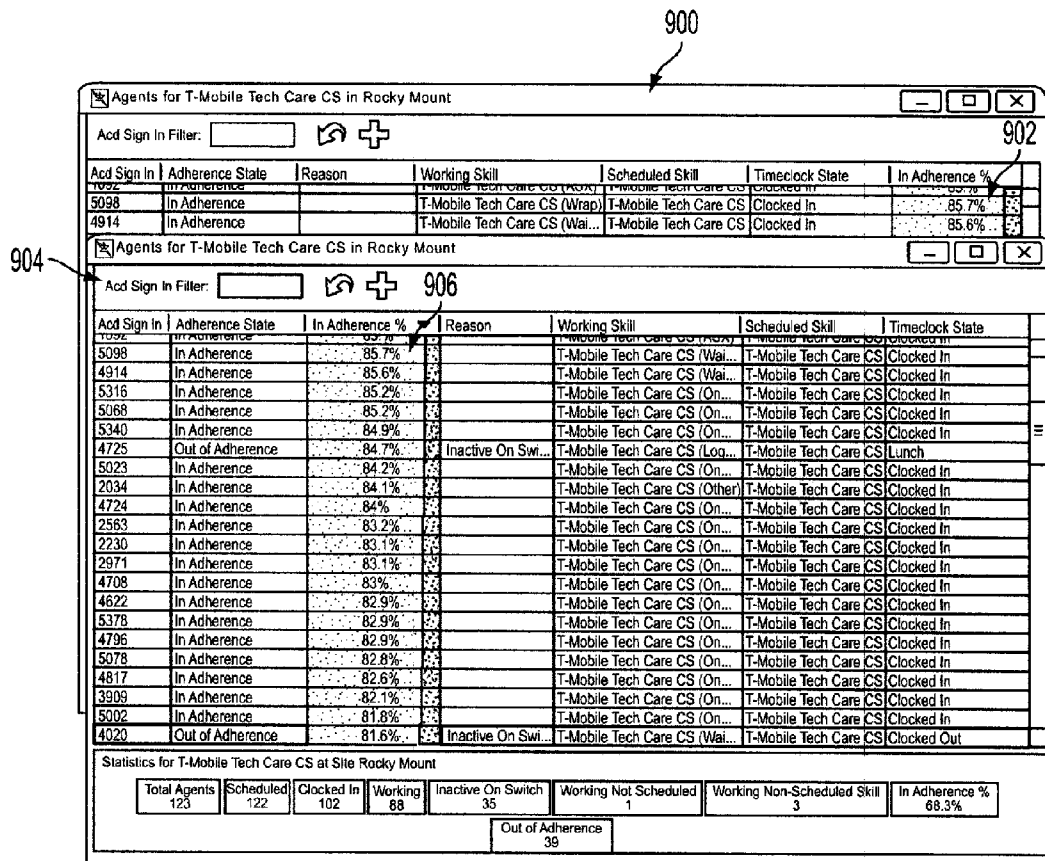 900
Agents for T-Mobile Tech Care CS in Rocky Mount
Acd Sign In Filter:
902
Acd Sign In Adherence State Reason Working Skill Scheduled Skill Timeclock State In Adherence %
In Adherence T-Mobile Tech Care CS T-Mobile Tech Care CS Clocked In
5098 In Adherence T-Mobile Tech Care CS (Wrap) T-Mobile Tech Care CS Clocked In 85.7%
4914 In Adherence T-Mobile Tech Care CS (Wai... T-Mobile Tech Care CS Clocked In 85.6%
Agents for T-Mobile Tech Care CS in Rocky Mount
904
Acd Sign In Filter:
906
Acd Sign In Adherence State In Adherence % Reason Working Skill Scheduled Skill Timeclock State
In Adherence T-Mobile Tech Care CS T-Mobile Tech Care CS Clocked In
5098 In Adherence 85.7% T-Mobile Tech Care CS (Wai... T-Mobile Tech Care CS Clocked In
4914 In Adherence 85.6% T-Mobile Tech Care CS (Wai... T-Mobile Tech Care CS Clocked In
5316 In Adherence 85.2% T-Mobile Tech Care CS (On... T-Mobile Tech Care CS Clocked In
5068 In Adherence 85.2% T-Mobile Tech Care CS (On... T-Mobile Tech Care CS Clocked In
5340 In Adherence 84.9% T-Mobile Tech Care CS (On... T-Mobile Tech Care CS Clocked In
4725 Out of Adherence 84.7% Inactive On Swi... T-Mobile Tech Care CS (Log... T-Mobile Tech Care CS Lunch
5023 In Adherence 84.2% T-Mobile Tech Care CS (On... T-Mobile Tech Care CS Clocked In
2034 In Adherence 84.1% T-Mobile Tech Care CS (Other) T-Mobile Tech Care CS Clocked In
4724 In Adherence 84% T-Mobile Tech Care CS (On... T-Mobile Tech Care CS Clocked In
2563 In Adherence 83.2% T-Mobile Tech Care CS (On... T-Mobile Tech Care CS Clocked In
2230 In Adherence 83.1% T-Mobile Tech Care CS (On... T-Mobile Tech Care CS Clocked In
2971 In Adherence 83.1% T-Mobile Tech Care CS (On... T-Mobile Tech Care CS Clocked In
4708 In Adherence 83% T-Mobile Tech Care CS (On... T-Mobile Tech Care CS Clocked In
4622 In Adherence 82.9% T-Mobile Tech Care CS (On... T-Mobile Tech Care CS Clocked In
5378 In Adherence 82.9% T-Mobile Tech Care CS (On... T-Mobile Tech Care CS Clocked In
4796 In Adherence 82.9% T-Mobile Tech Care CS (On... T-Mobile Tech Care CS Clocked In
5078 In Adherence 82.8% T-Mobile Tech Care CS (On... T-Mobile Tech Care CS Clocked In
4817 In Adherence 82.6% T-Mobile Tech Care CS (On... T-Mobile Tech Care CS Clocked In
3909 In Adherence 82.1% T-Mobile Tech Care CS (On... T-Mobile Tech Care CS Clocked In
5002 In Adherence 81.8% T-Mobile Tech Care CS (On... T-Mobile Tech Care CS Clocked In
4020 Out of Adherence 81.6% Inactive On Swi... T-Mobile Tech Care CS (Wai... T-Mobile Tech Care CS Clocked Out
Statistics for T-Mobile Tech Care CS at Site Rocky Mount
Total Agents Scheduled Clocked In Working Inactive On Switch Working Not Scheduled Working Non-Scheduled Skill In Adherence %
123 122 102 88 35 1 3 68.3%
Out of Adherence
39